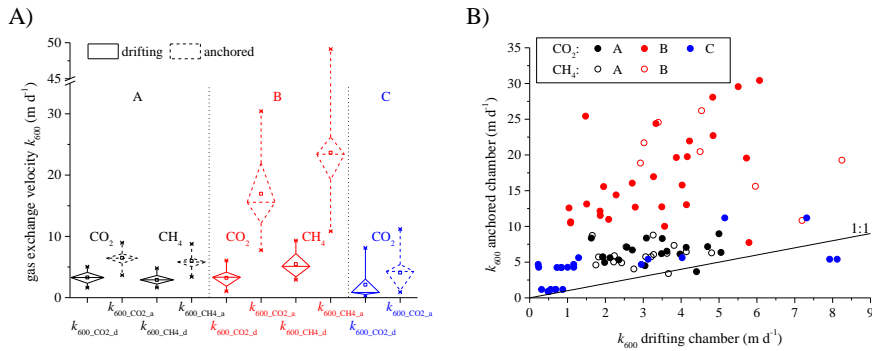 A)
gas exchange velocity k600 (m d-1)
50
45
30
20
10
0
drifting anchored
A B C
CO2 CH4 CO2 CH4 CO2
k600_CO2_a k600_CH4_a k600_CO2_a k600_CH4_a k600_CO2_a
k600_CO2_d k600_CH4_d k600_CO2_d k600_CH4_d k600_CO2_d
B)
k600 anchored chamber (m d-1)
35
30
25
20
15
10
5
0
CO2: A B C
CH4: A B
1:1
0 1 2 3 4 5 6 7 8 9
k600 drifting chamber (m d-1)